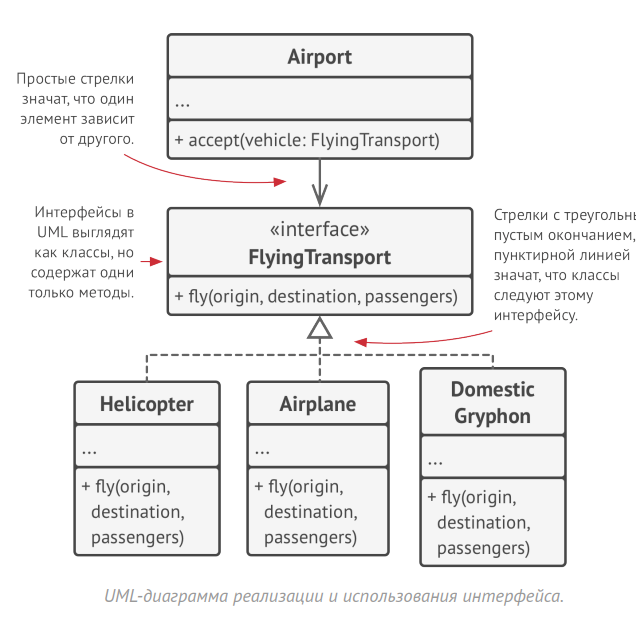 Airport
...
+ accept(vehicle: FlyingTransport)
Простые стрелки
значат, что один
элемент зависит
от другого.
«interface»
FlyingTransport
+ fly(origin, destination, passengers)
Интерфейсы в
UML выглядят
как классы, но
содержат одни
только методы.
Стрелки с треугольны
пустым окончанием,
пунктирной линией
значат, что классы
следуют этому
интерфейсу.
Helicopter
...
+ fly(origin,
destination,
passengers)
Airplane
...
+ fly(origin,
destination,
passengers)
Domestic
Gryphon
...
+ fly(origin,
destination,
passengers)
UML-диаграмма реализации и использования интерфейса.